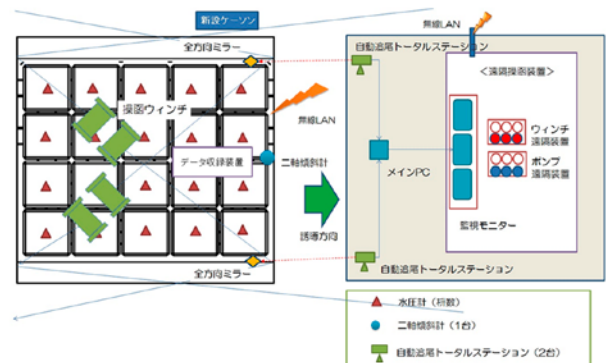 新設ケーソン
無線LAN
全方向ミラー
自動追尾トータルステーション
＜遠隔操函装置＞
操函ウィンチ
無線LAN
ウィンチ
遠隔装置
データ収録装置
二軸傾斜計
メインPC
ポンプ
遠隔装置
監視モニター
誘導方向
全方向ミラー
自動追尾トータルステーション
水圧計（桝数）
二軸傾斜計（1台）
自動追尾トータルステーション（2台）